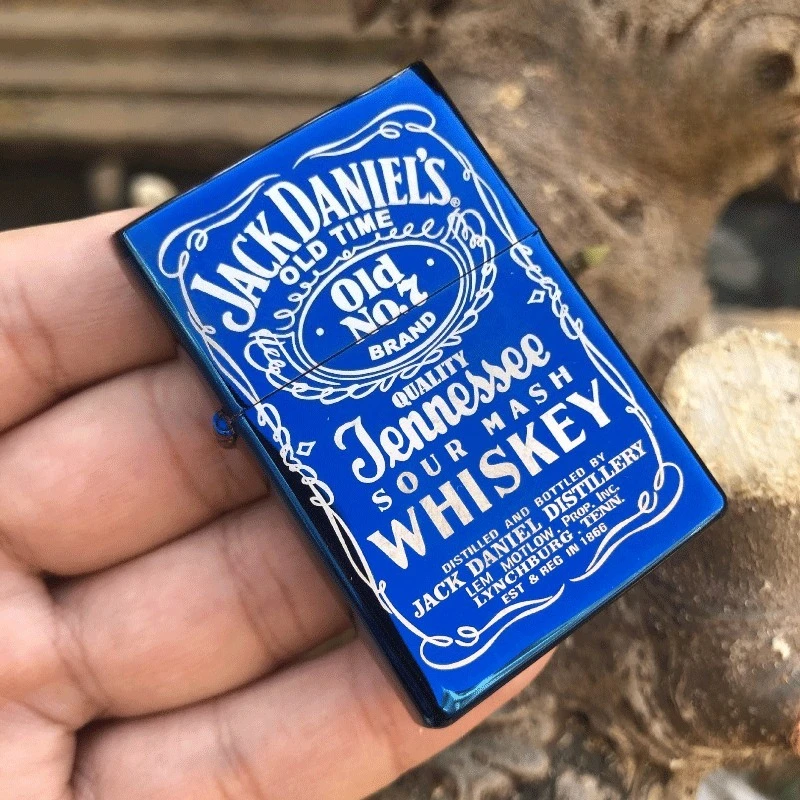 JACK DANIEL'S®
OLD TIME
Old
NO.7
BRAND
QUALITY
Tennessee
SOUR MASH
WHISKEY
DISTILLED AND BOTTLED BY
JACK DANIEL DISTILLERY
LEM MOTLOW, PROP. INC.
LYNCHBURG, TENN.
EST & REG IN 1866